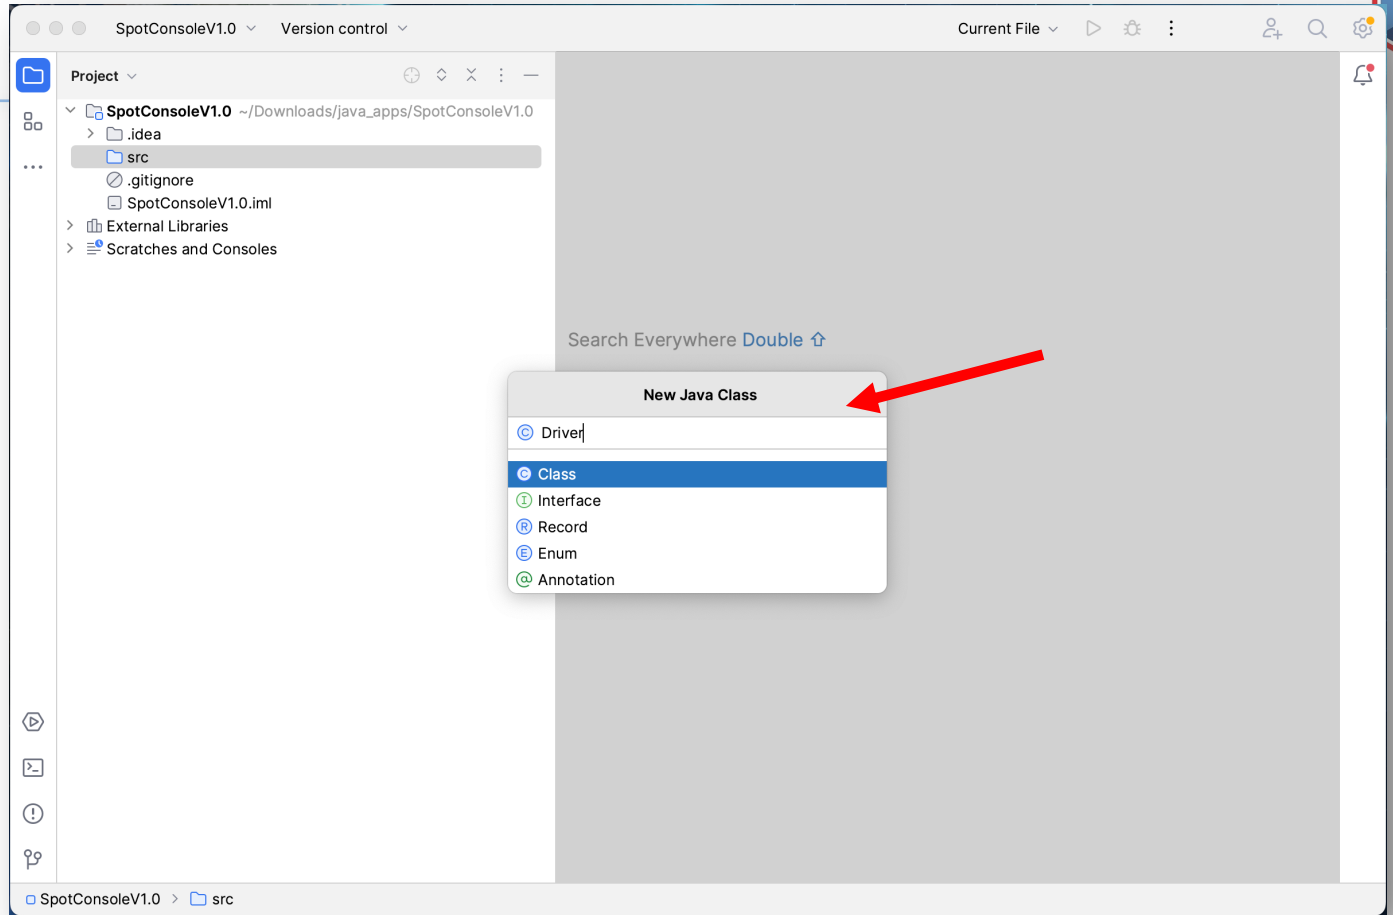 SpotConsoleV1.0 Version control Current File
Project
SpotConsoleV1.0 ~/Downloads/java_apps/SpotConsoleV1.0
.idea
src
.gitignore
SpotConsoleV1.0.iml
External Libraries
Scratches and Consoles
Search Everywhere Double ⇧
New Java Class
C Driver
C Class
I Interface
R Record
E Enum
@ Annotation
SpotConsoleV1.0 > src